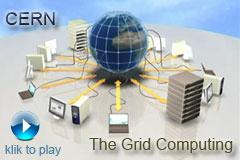 CERN
klik to play
The Grid Computing